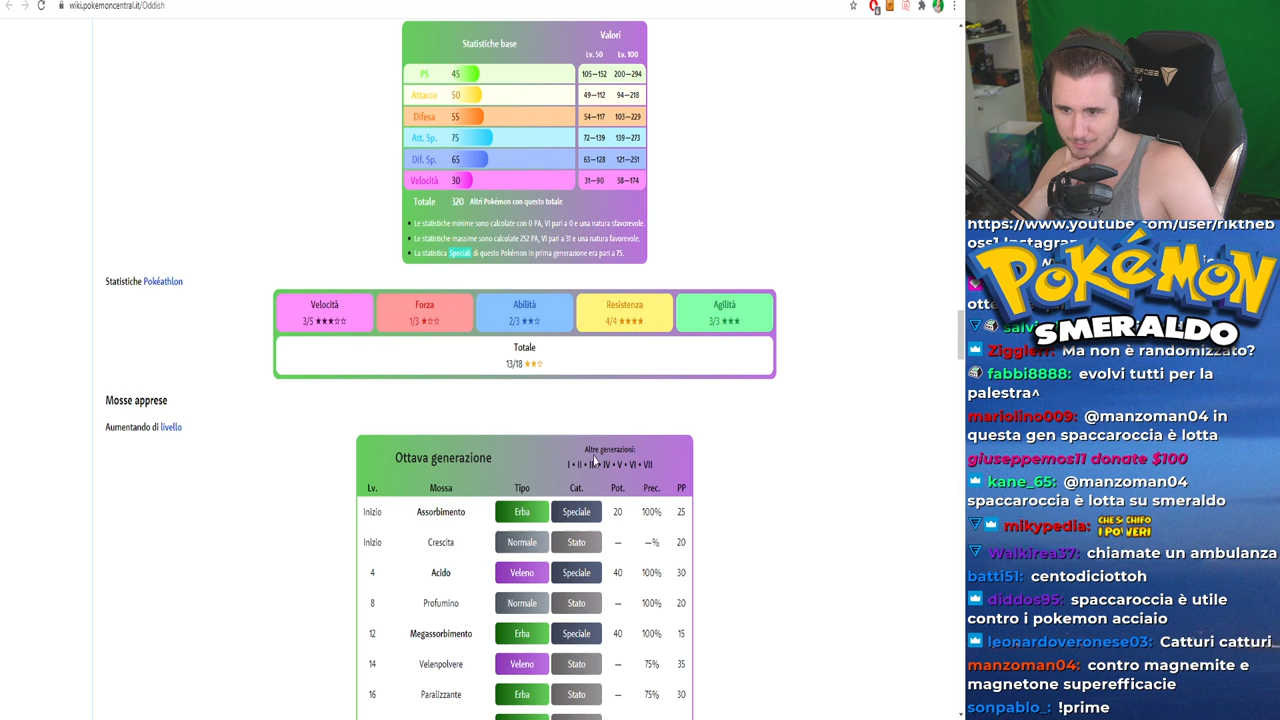 wiki.pokemoncentral.it/Oddish
Statistiche base
Valori
Lv. 50 Lv. 100
PS 45 105—152 200—294
Attacco 50 49—112 94—218
Difesa 55 54—117 103—229
Att. Sp. 75 72—139 139—273
Dif. Sp. 65 63—128 121—251
Velocità 30 31—90 58—174
Totale 320 Altri Pokémon con questo totale
• Le statistiche minime sono calcolate con 0 PA, VI pari a 0 e una natura sfavorevole.
• Le statistiche massime sono calcolate 252 PA, VI pari a 31 e una natura favorevole.
• La statistica Speciali di questo Pokémon in prima generazione era pari a 75.
Statistiche Pokéathlon
Velocità Forza Abilità Resistenza Agilità
3/5 ★★★☆☆ 1/3 ★☆☆ 2/3 ★★☆ 4/4 ★★★★ 3/3 ★★★
Totale
13/18 ★★☆
Mosse apprese
Aumentando di livello
Ottava generazione
Altre generazioni:
I • II • III • IV • V • VI • VII
Lv. Mossa Tipo Cat. Pot. Prec. PP
Inizio Assorbimento Erba Speciale 20 100% 25
Inizio Crescita Normale Stato — —% 20
4 Acido Veleno Speciale 40 100% 30
8 Profumino Normale Stato — 100% 20
12 Megassorbimento Erba Speciale 40 100% 15
14 Velenpolvere Veleno Stato — 75% 35
16 Paralizzante Erba Stato — 75% 30
https://www.youtube.com/user/riktheb
oss1 Instagram
POKÉMON
SMERALDO
Ziggler: Ma non è randomizzato?
fabbi8888: evolvi tutti per la
palestra^
mariolino009: @manzoman04 in
questa gen spaccaroccia è lotta
giuseppemos11 donate $100
kane_65: @manzoman04
spaccaroccia è lotta su smeraldo
mikypedia: CHE SCHIFO
I POVERI
Walkirea37: chiamate un ambulanza
batti51: centodiciottoh
diddos95: spaccaroccia è utile
contro i pokemon acciaio
leonardoveronese03: Catturi catturi
manzoman04: contro magnemite e
magnetone superefficacie
sonpablo_: !prime